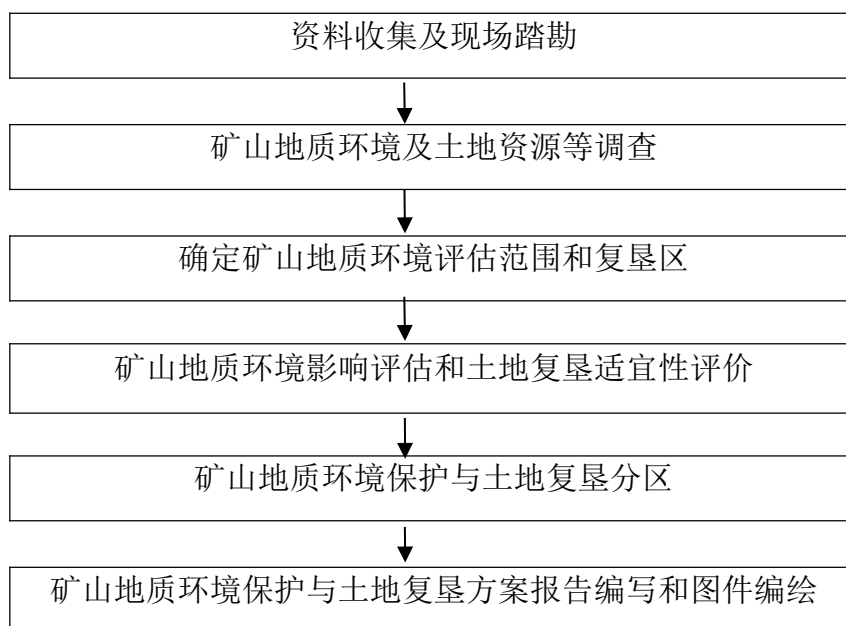 资料收集及现场踏勘
矿山地质环境及土地资源等调查
确定矿山地质环境评估范围和复垦区
矿山地质环境影响评估和土地复垦适宜性评价
矿山地质环境保护与土地复垦分区
矿山地质环境保护与土地复垦方案报告编写和图件编绘